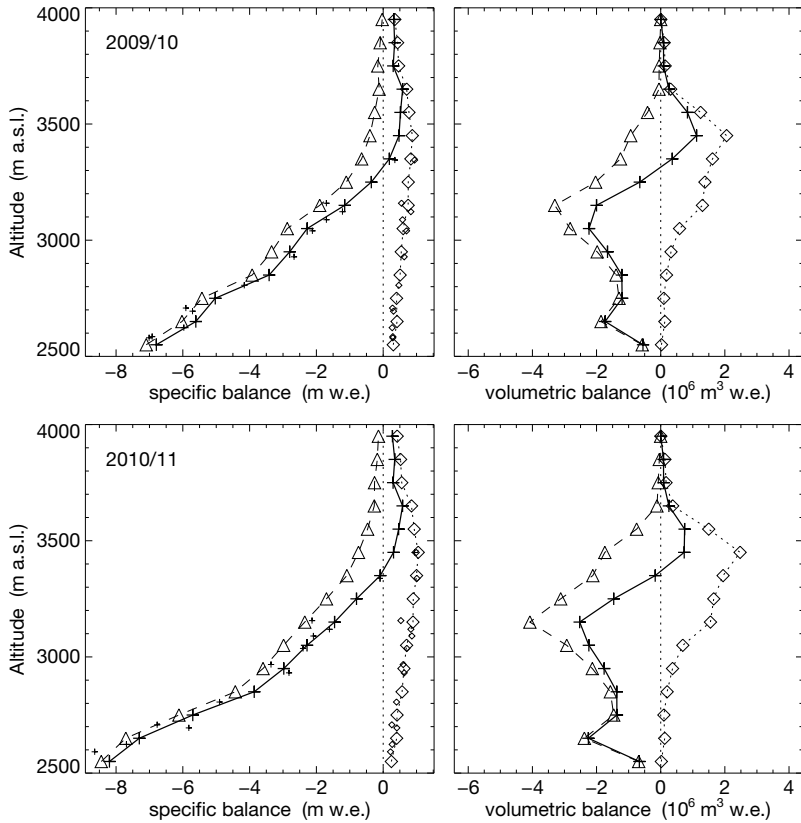 4000
3500
3000
2500
Altitude (m a.s.l.)
2009/10
−8 −6 −4 −2 0
specific balance (m w.e.)
−6 −4 −2 0 2 4
volumetric balance (10⁶ m³ w.e.)
4000
3500
3000
2500
Altitude (m a.s.l.)
2010/11
−8 −6 −4 −2 0
specific balance (m w.e.)
−6 −4 −2 0 2 4
volumetric balance (10⁶ m³ w.e.)